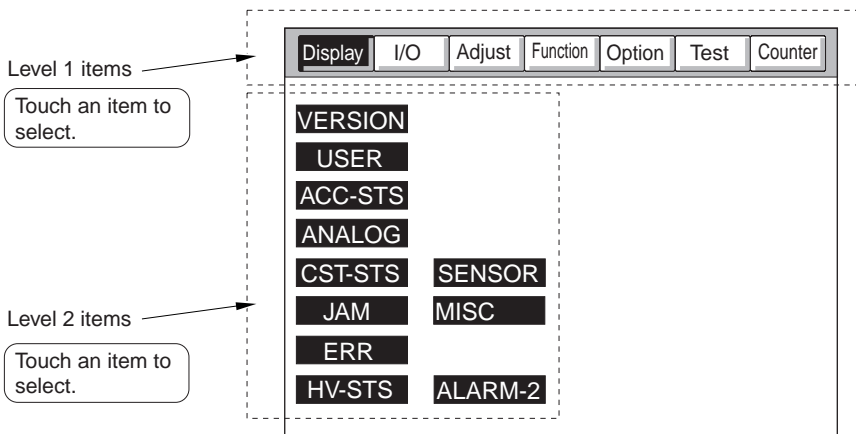 Display I/O Adjust Function Option Test Counter
Level 1 items
Touch an item to
select.
VERSION
USER
ACC-STS
ANALOG
CST-STS SENSOR
JAM MISC
Level 2 items
ERR
Touch an item to
select.
HV-STS ALARM-2